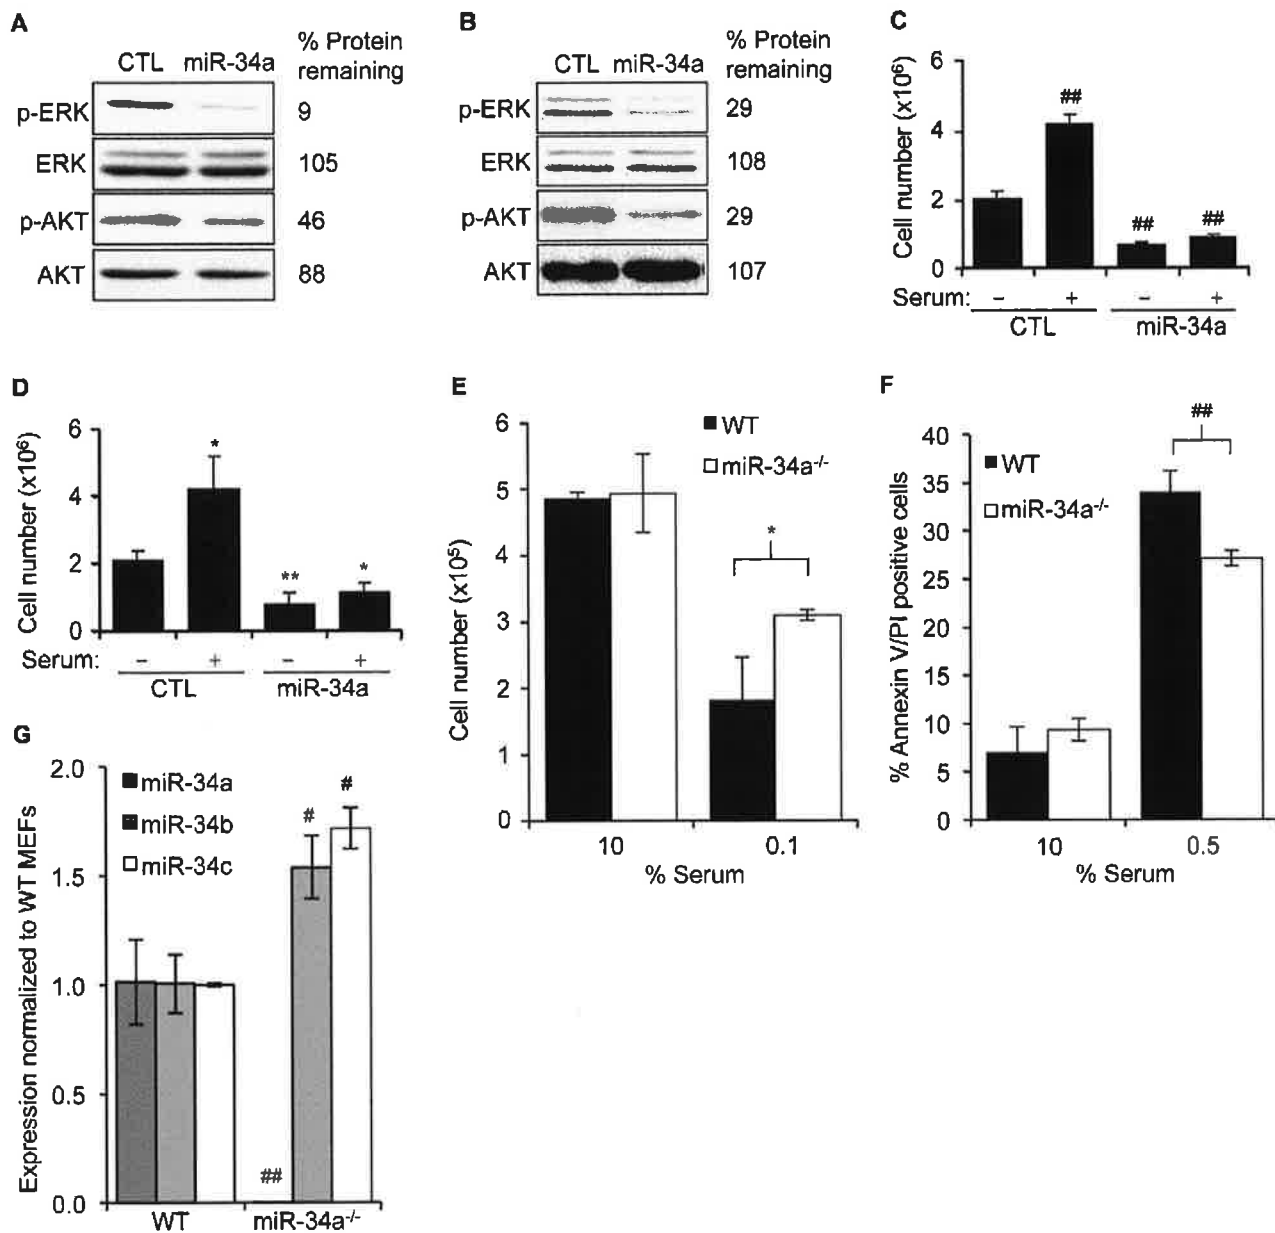 A
CTL miR-34a
% Protein
remaining
p-ERK 9
ERK 105
p-AKT 46
AKT 88
B
CTL miR-34a
% Protein
remaining
p-ERK 29
ERK 108
p-AKT 29
AKT 107
C
Cell number (x10⁶)
6
4
2
0
##
##
##
Serum: – + – +
CTL miR-34a
D
Cell number (x10⁶)
6
4
2
0
*
**
*
Serum: – + – +
CTL miR-34a
E
Cell number (x10⁵)
6
5
4
3
2
1
0
WT
miR-34a⁻/⁻
*
10 0.1
% Serum
F
% Annexin V/PI positive cells
40
35
30
25
20
15
10
5
0
WT
miR-34a⁻/⁻
##
10 0.5
% Serum
G
Expression normalized to WT MEFs
2.0
1.5
1.0
0.5
0.0
miR-34a
miR-34b
miR-34c
##
#
#
WT miR-34a⁻/⁻